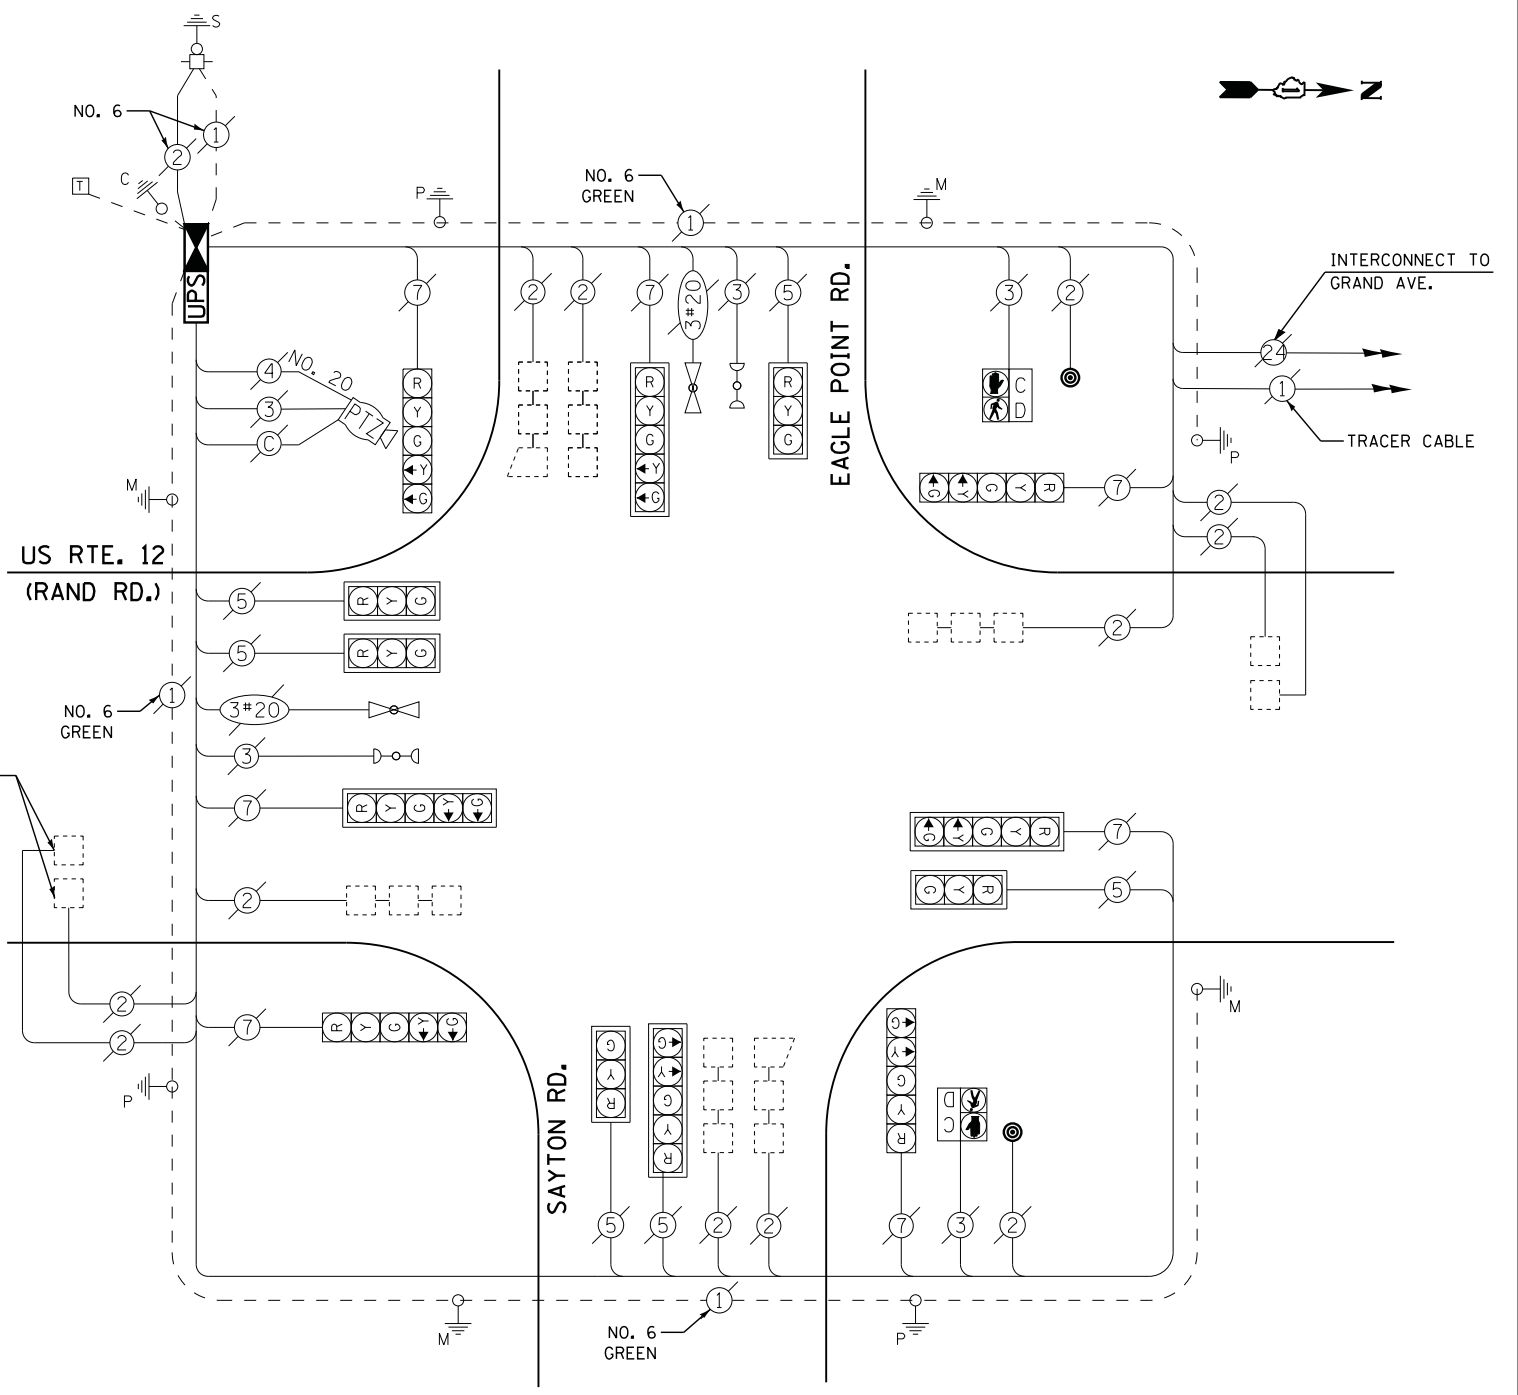 S
NO. 6
1
2
N
T
C
P
NO. 6
GREEN
1
M
UPS
7
2
2
7
3#20
3
5
EAGLE POINT RD.
3
2
INTERCONNECT TO
GRAND AVE.
24
1
TRACER CABLE
P
4
NO. 20
3
C
PTZ
R
Y
G
Y
G
R
Y
G
Y
G
R
Y
G
C
D
G Y G Y R
7
2
2
M
US RTE. 12
(RAND RD.)
5
R Y G
5
R Y G
2
1
NO. 6
GREEN
3#20
3
7
R Y G Y G
G Y G Y R
7
2
G Y R
5
2
2
7
R Y G Y G
P
M
SAYTON RD.
G
Y
R
G
Y
G
Y
R
G
Y
G
Y
R
D
C
5
5
2
2
7
3
2
M
1
NO. 6
GREEN
P